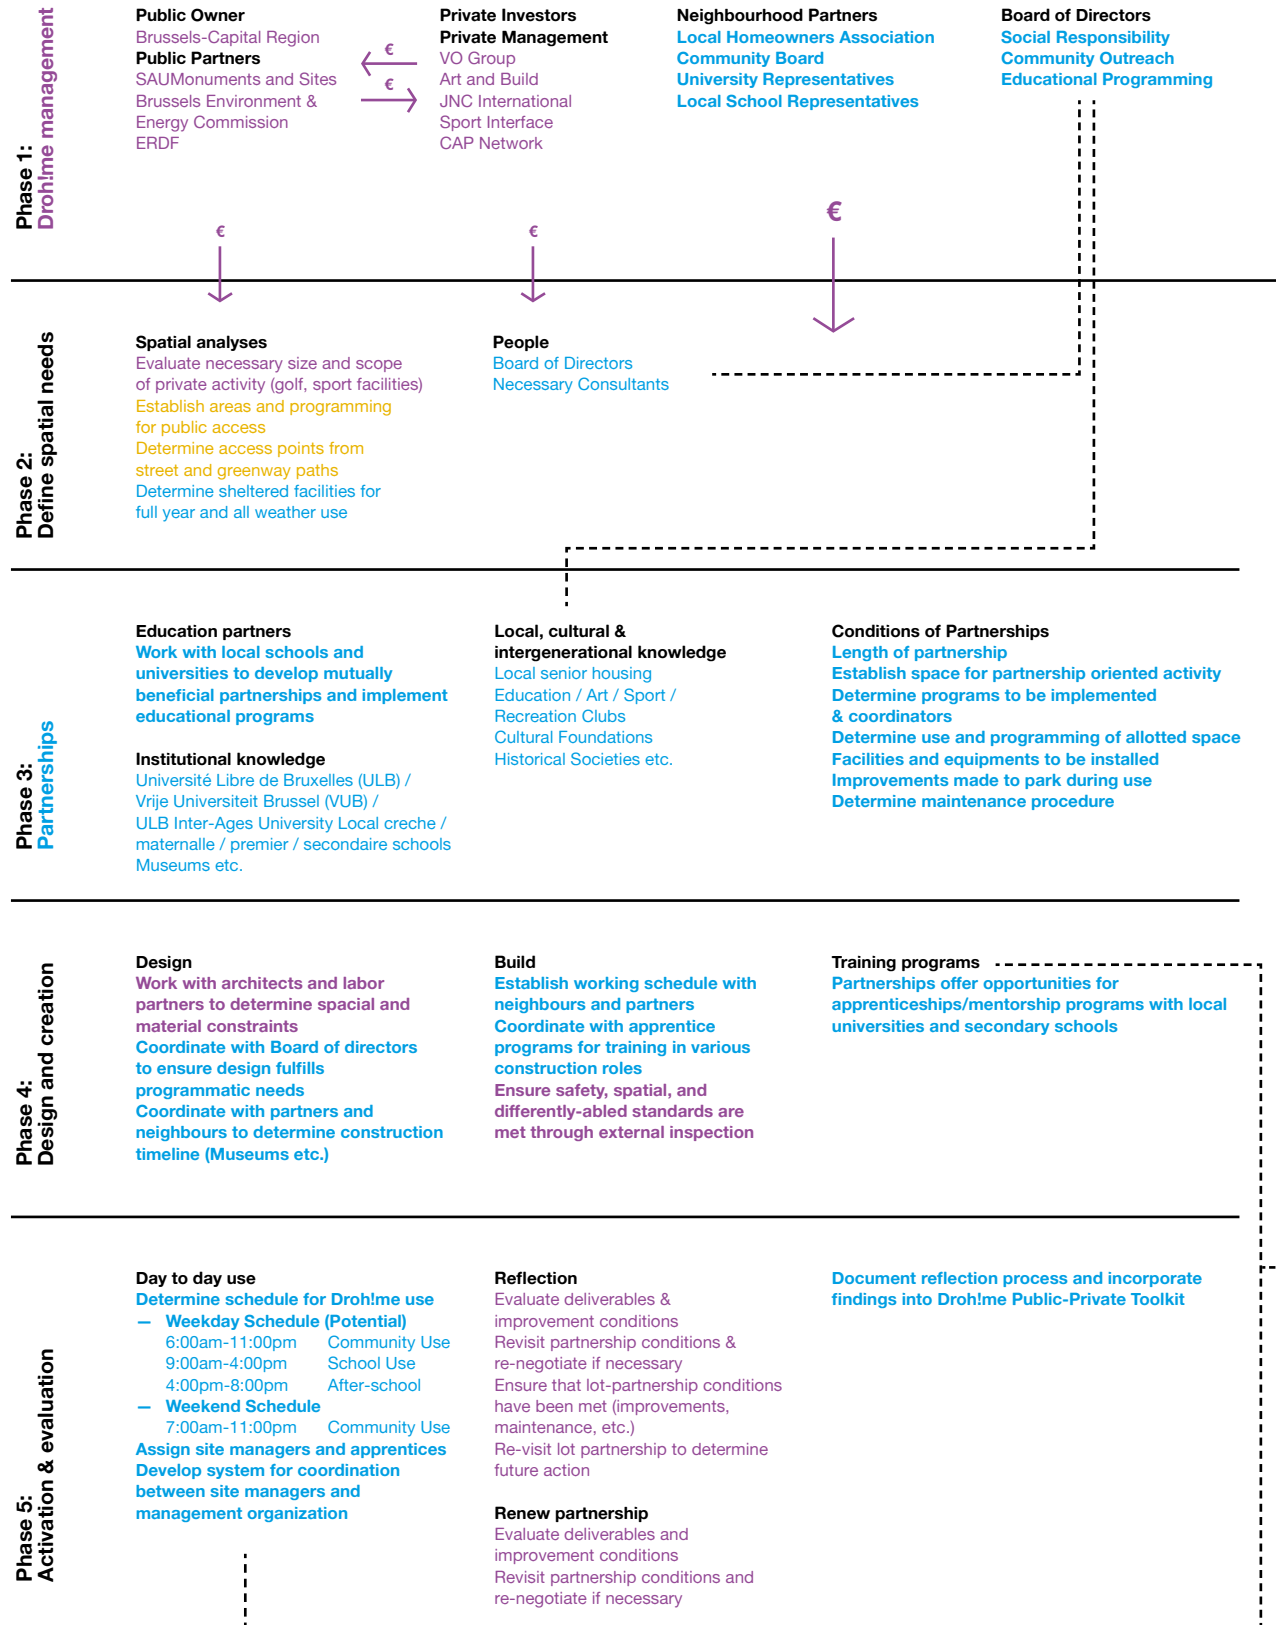 Phase 1:
Droh!me management
Public Owner
Brussels-Capital Region
Public Partners
SAUMonuments and Sites
Brussels Environment &
Energy Commission
ERDF
€
€
Private Investors
Private Management
VO Group
Art and Build
JNC International
Sport Interface
CAP Network
Neighbourhood Partners
Local Homeowners Association
Community Board
University Representatives
Local School Representatives
Board of Directors
Social Responsibility
Community Outreach
Educational Programming
€
€
€
Phase 2:
Define spatial needs
Spatial analyses
Evaluate necessary size and scope
of private activity (golf, sport facilities)
Establish areas and programming
for public access
Determine access points from
street and greenway paths
Determine sheltered facilities for
full year and all weather use
People
Board of Directors
Necessary Consultants
Phase 3:
Partnerships
Education partners
Work with local schools and
universities to develop mutually
beneficial partnerships and implement
educational programs
Institutional knowledge
Université Libre de Bruxelles (ULB) /
Vrije Universiteit Brussel (VUB) /
ULB Inter-Ages University Local creche /
maternalle / premier / secondaire schools
Museums etc.
Local, cultural &
intergenerational knowledge
Local senior housing
Education / Art / Sport /
Recreation Clubs
Cultural Foundations
Historical Societies etc.
Conditions of Partnerships
Length of partnership
Establish space for partnership oriented activity
Determine programs to be implemented
& coordinators
Determine use and programming of allotted space
Facilities and equipments to be installed
Improvements made to park during use
Determine maintenance procedure
Phase 4:
Design and creation
Design
Work with architects and labor
partners to determine spacial and
material constraints
Coordinate with Board of directors
to ensure design fulfills
programmatic needs
Coordinate with partners and
neighbours to determine construction
timeline (Museums etc.)
Build
Establish working schedule with
neighbours and partners
Coordinate with apprentice
programs for training in various
construction roles
Ensure safety, spatial, and
differently-abled standards are
met through external inspection
Training programs
Partnerships offer opportunities for
apprenticeships/mentorship programs with local
universities and secondary schools
Phase 5:
Activation & evaluation
Day to day use
Determine schedule for Droh!me use
— Weekday Schedule (Potential)
6:00am-11:00pm Community Use
9:00am-4:00pm School Use
4:00pm-8:00pm After-school
— Weekend Schedule
7:00am-11:00pm Community Use
Assign site managers and apprentices
Develop system for coordination
between site managers and
management organization
Reflection
Evaluate deliverables &
improvement conditions
Revisit partnership conditions &
re-negotiate if necessary
Ensure that lot-partnership conditions
have been met (improvements,
maintenance, etc.)
Re-visit lot partnership to determine
future action
Renew partnership
Evaluate deliverables and
improvement conditions
Revisit partnership conditions and
re-negotiate if necessary
Document reflection process and incorporate
findings into Droh!me Public-Private Toolkit